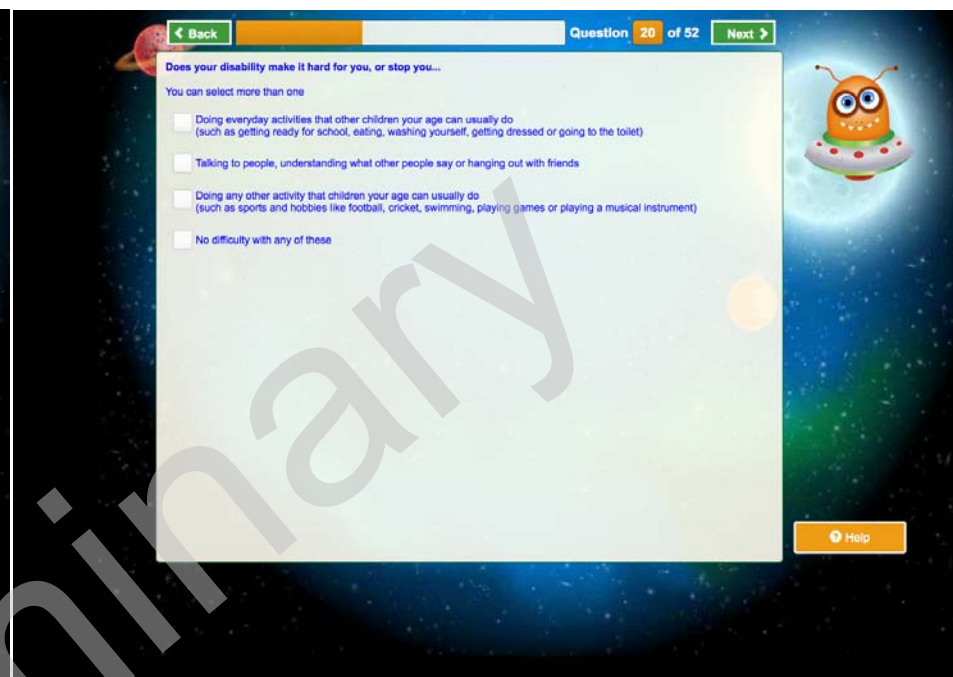 Back
Question 20 of 52
Next
Does your disability make it hard for you, or stop you...
You can select more than one
Doing everyday activities that other children your age can usually do
(such as getting ready for school, eating, washing yourself, getting dressed or going to the toilet)
Talking to people, understanding what other people say or hanging out with friends
Doing any other activity that children your age can usually do
(such as sports and hobbies like football, cricket, swimming, playing games or playing a musical instrument)
No difficulty with any of these
Help
minary